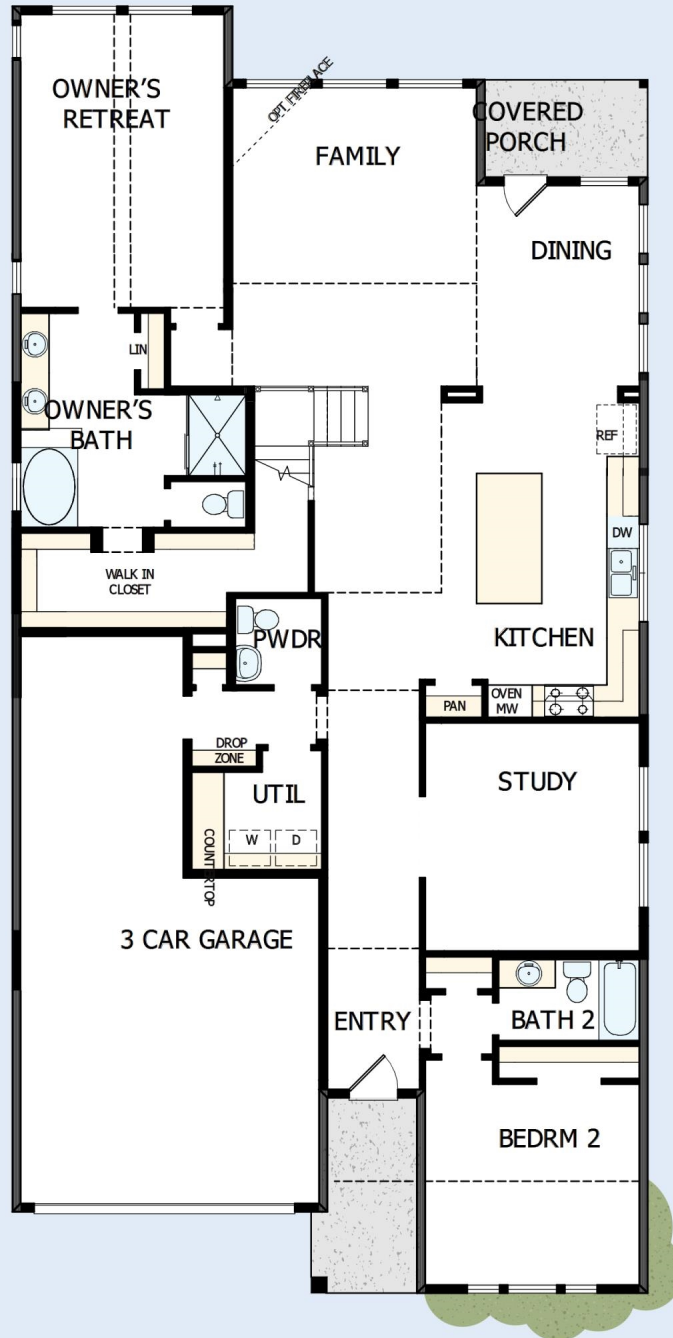 OWNER'S
RETREAT
OPT FIREPLACE
FAMILY
COVERED
PORCH
DINING
LIN
OWNER'S
BATH
REF
DW
WALK IN
CLOSET
PWDR
KITCHEN
PAN
OVEN
MW
DROP
ZONE
UTIL
STUDY
W
D
COUNTERTOP
3 CAR GARAGE
ENTRY
BATH 2
BEDRM 2